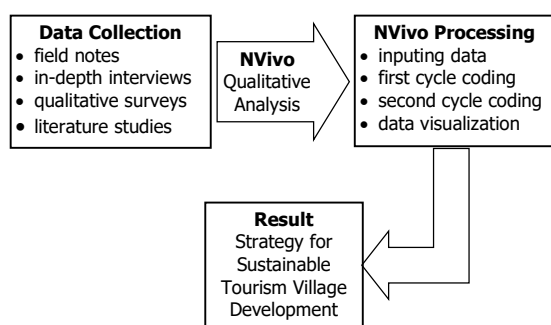 Data Collection
• field notes
• in-depth interviews
• qualitative surveys
• literature studies
NVivo
Qualitative
Analysis
NVivo Processing
• inputing data
• first cycle coding
• second cycle coding
• data visualization
Result
Strategy for
Sustainable
Tourism Village
Development